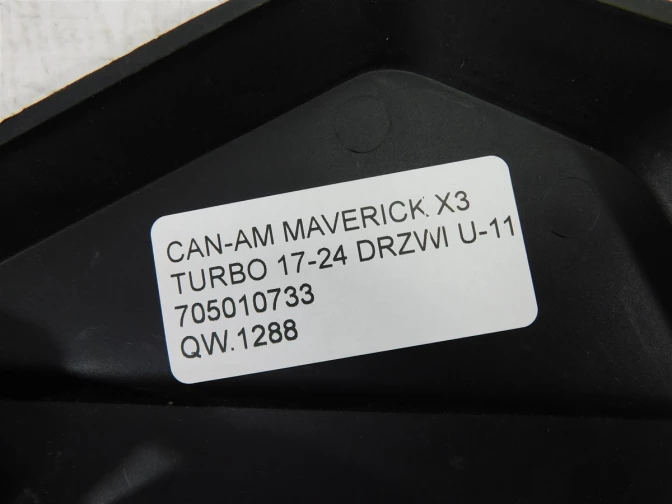 CAN-AM MAVERICK X3
TURBO 17-24 DRZWI U-11
705010733
QW.1288